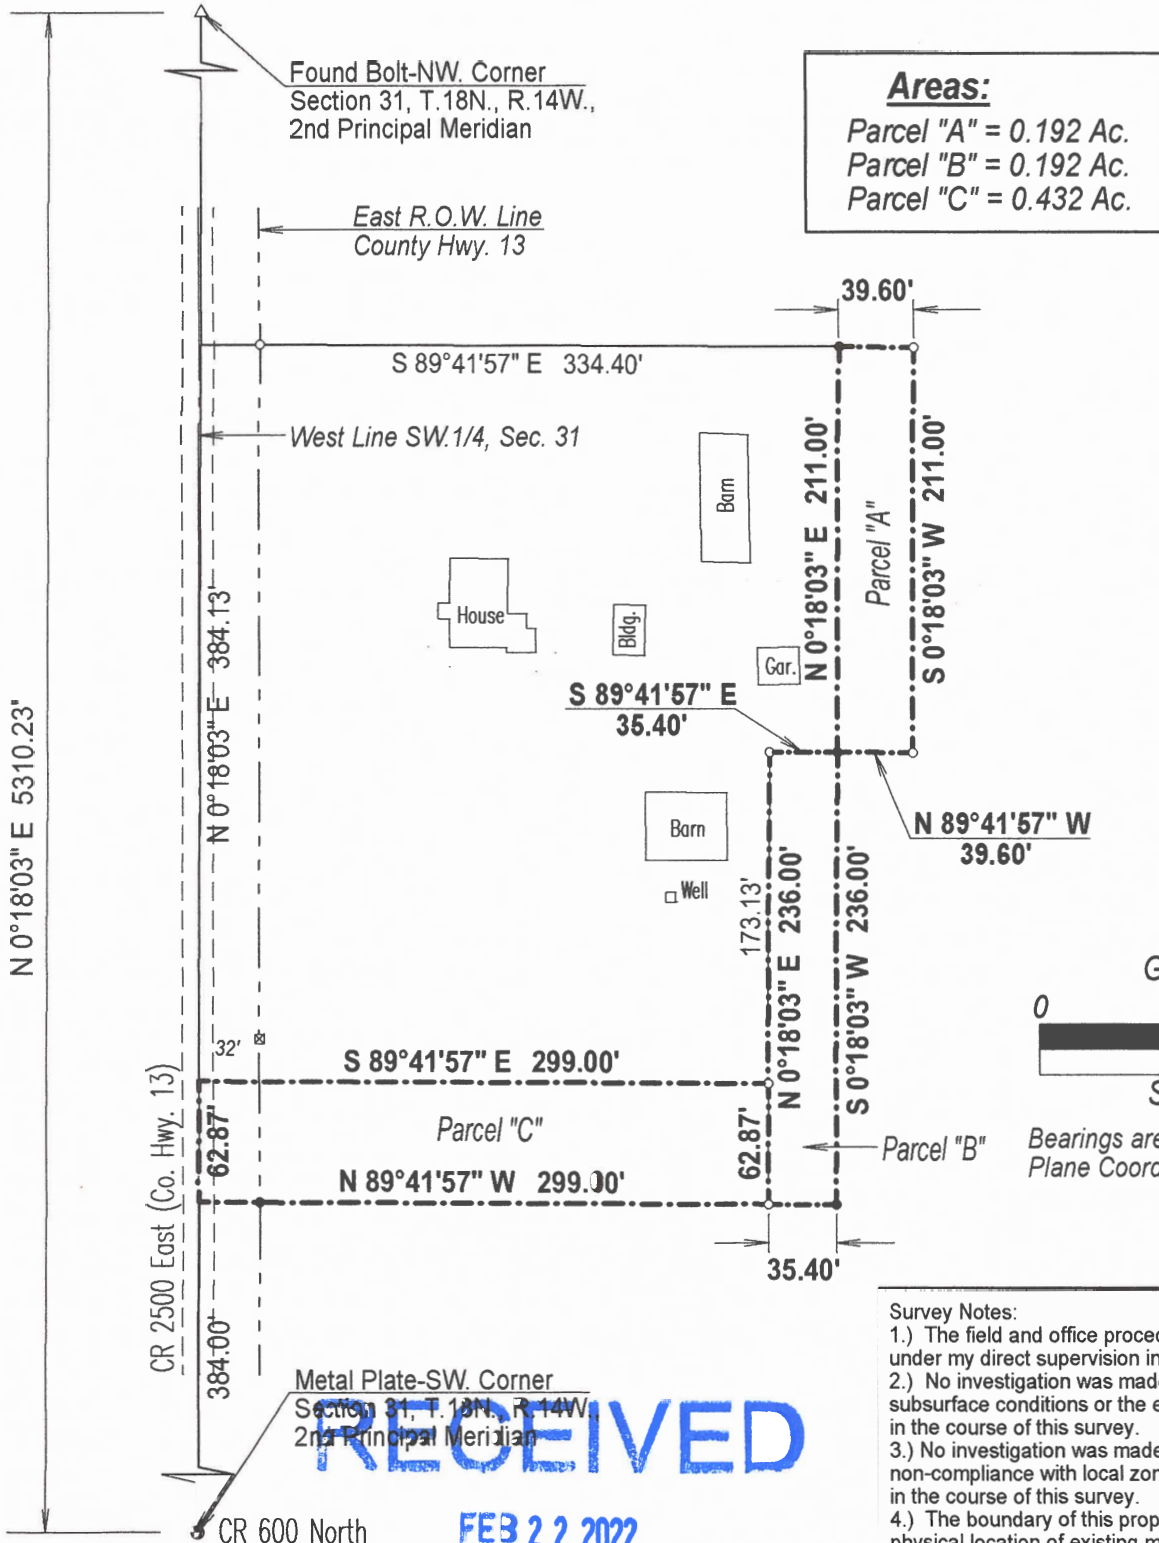 Found Bolt-NW. Corner
Section 31, T.18N., R.14W.,
2nd Principal Meridian
Areas:
Parcel "A" = 0.192 Ac.
Parcel "B" = 0.192 Ac.
Parcel "C" = 0.432 Ac.
East R.O.W. Line
County Hwy. 13
39.60'
S 89°41'57" E 334.40'
West Line SW.1/4, Sec. 31
Barn
N 0°18'03" E 211.00'
Parcel "A"
S 0°18'03" W 211.00'
House
Bldg.
Gar.
N 0°18'03" E 384.13'
N 0°18'03" E 5310.23'
S 89°41'57" E
35.40'
N 89°41'57" W
39.60'
Barn
Well
173.13'
N 0°18'03" E 236.00'
S 0°18'03" W 236.00'
G
0
S
32'
S 89°41'57" E 299.00'
Parcel "C"
N 89°41'57" W 299.00'
62.87'
62.87'
Parcel "B"
Bearings are
Plane Coord
35.40'
CR 2500 East (Co. Hwy. 13)
384.00'
Metal Plate-SW. Corner
Section 31, T.18N., R.14W.,
2nd Principal Meridian
RECEIVED
FEB 22 2022
CR 600 North
Survey Notes:
1.) The field and office proced
under my direct supervision in
2.) No investigation was made
subsurface conditions or the e
in the course of this survey.
3.) No investigation was made
non-compliance with local zon
in the course of this survey.
4.) The boundary of this prop
physical location of existing m